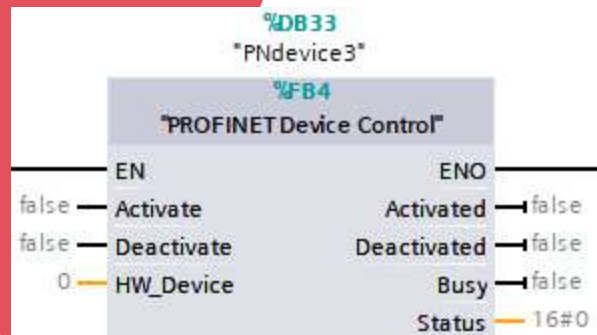 %DB33
"PNdevice3"
%FB4
"PROFINET Device Control"
EN ENO
false Activate Activated false
false Deactivate Deactivated false
0 HW_Device Busy false
Status 16#0